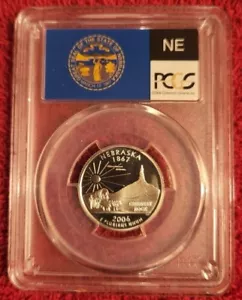 NE
PCGS
NEBRASKA
1867
CHIMNEY
ROCK
2006
E PLURIBUS UNUM